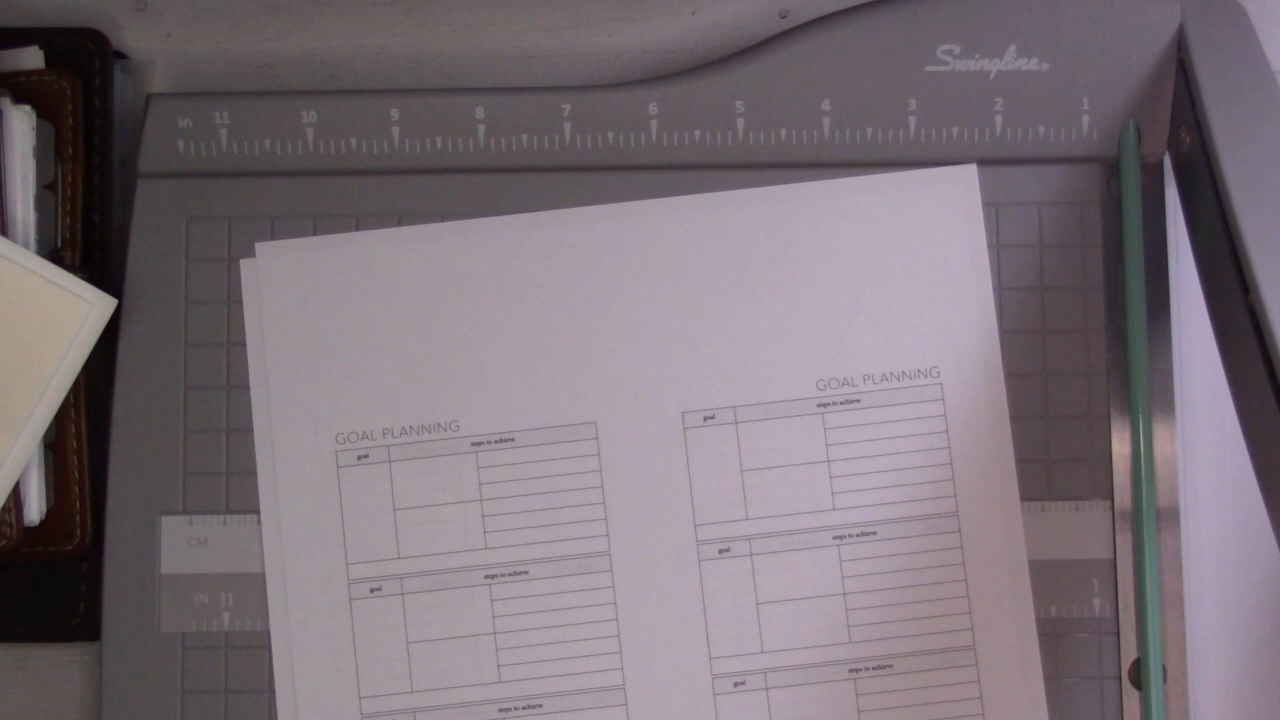 Swingline
in 11 10 9 8 7 6 5 4 3 2 1
GOAL PLANNING
goal steps to achieve
goal steps to achieve
steps to achieve
GOAL PLANNING
goal steps to achieve
goal steps to achieve
goal steps to achieve
CM
IN 11 1